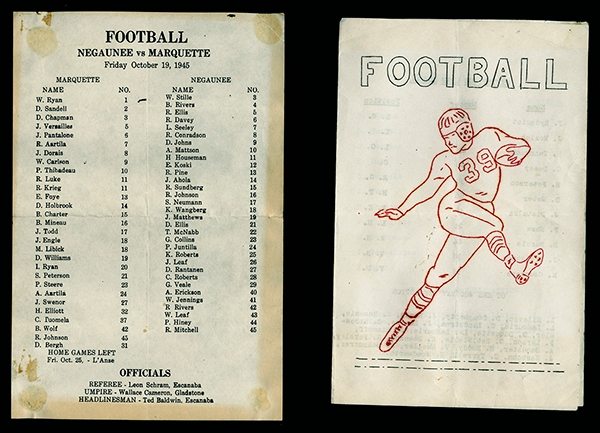 FOOTBALL
NEGAUNEE vs MARQUETTE
Friday October 19, 1945
MARQUETTE
NAME NO.
W. Ryan 1
D. Sandell 2
D. Chapman 3
J. Versailles 5
J. Pantalone 6
R. Aartila 7
J. Dorais 8
W. Carlson 9
P. Thibadeau 10
R. Luke 11
R. Krieg 11
E. Foye 13
D. Holbrook 14
B. Charter 15
B. Mineau 16
J. Todd 17
J. Engle 18
M. Libick 18
D. Williams 19
I. Ryan 20
S. Peterson 21
P. Steere 23
A. Aartila 24
J. Swenor 27
H. Elliott 32
C. Tuomela 37
B. Wolf 42
R. Johnson 45
D. Bergh 31
HOME GAMES LEFT
Fri. Oct. 25, - L'Anse
NEGAUNEE
NAME NO.
W. Stille 3
B. Rivers 4
R. Ellis 5
R. Davey 6
L. Seeley 7
R. Conradson 8
D. Johns 9
A. Mattson 10
H Houseman 11
E. Koski 12
R. Pine 13
J. Ahola 14
R. Sundberg 15
R. Johnson 16
S. Neumann 17
K. Wangberg 18
J. Matthews 19
D. Ellis 21
T. McNabb 22
G. Collins 23
P. Juntilla 24
K. Roberts 25
J. Leaf 26
D. Rantanen 27
C. Roberts 28
G. Veale 29
A. Erickson 40
W. Jennings 41
R Rivers 42
W. Leaf 43
P. Hiney 44
R. Mitchell 45
OFFICIALS
REFEREE - Leon Schram, Escanaba
UMPIRE - Wallace Cameron, Gladstone
HEADLINESMAN - Ted Baldwin, Escanaba
FOOTBALL
39